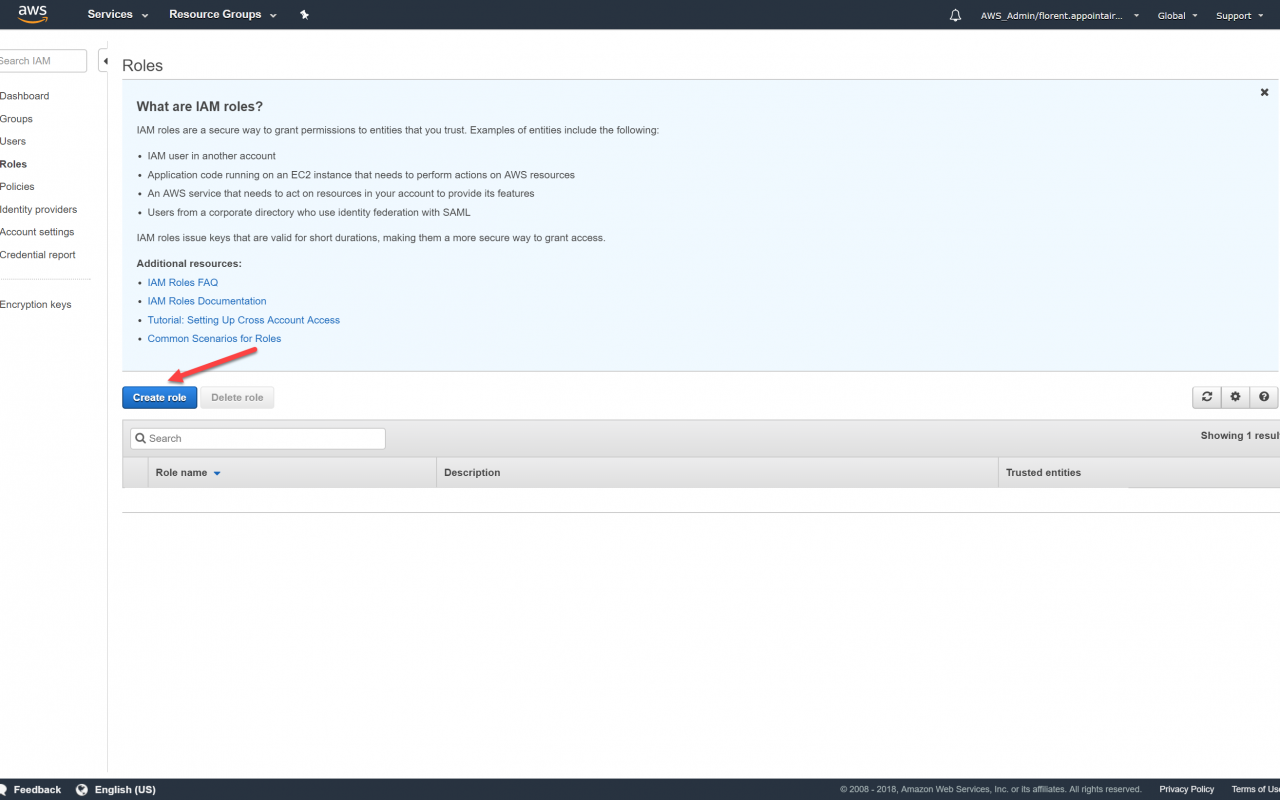 aws Services Resource Groups AWS_Admin/florent.appointair... Global Support
Search IAM
Dashboard
Groups
Users
Roles
Policies
Identity providers
Account settings
Credential report
Encryption keys
Roles
What are IAM roles?
IAM roles are a secure way to grant permissions to entities that you trust. Examples of entities include the following:
• IAM user in another account
• Application code running on an EC2 instance that needs to perform actions on AWS resources
• An AWS service that needs to act on resources in your account to provide its features
• Users from a corporate directory who use identity federation with SAML
IAM roles issue keys that are valid for short durations, making them a more secure way to grant access.
Additional resources:
• IAM Roles FAQ
• IAM Roles Documentation
• Tutorial: Setting Up Cross Account Access
• Common Scenarios for Roles
Create role Delete role
Search Showing 1 resul
Role name Description Trusted entities
Feedback English (US) © 2008 - 2018, Amazon Web Services, Inc. or its affiliates. All rights reserved. Privacy Policy Terms of Us